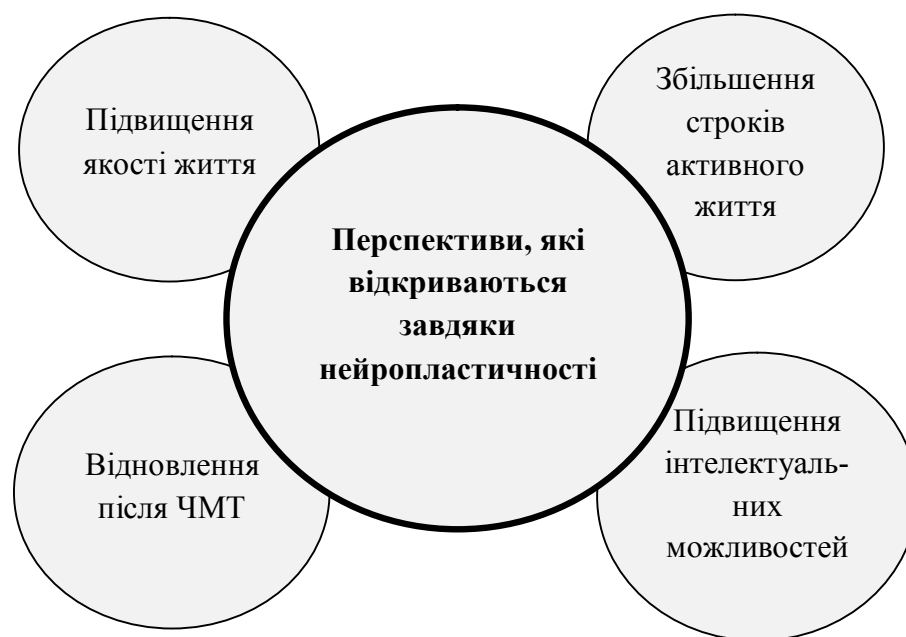 Підвищення
якості життя
Збільшення
строків
активного
життя
Перспективи, які
відкриваються
завдяки
нейропластичності
Відновлення
після ЧМТ
Підвищення
інтелектуаль-
них
можливостей